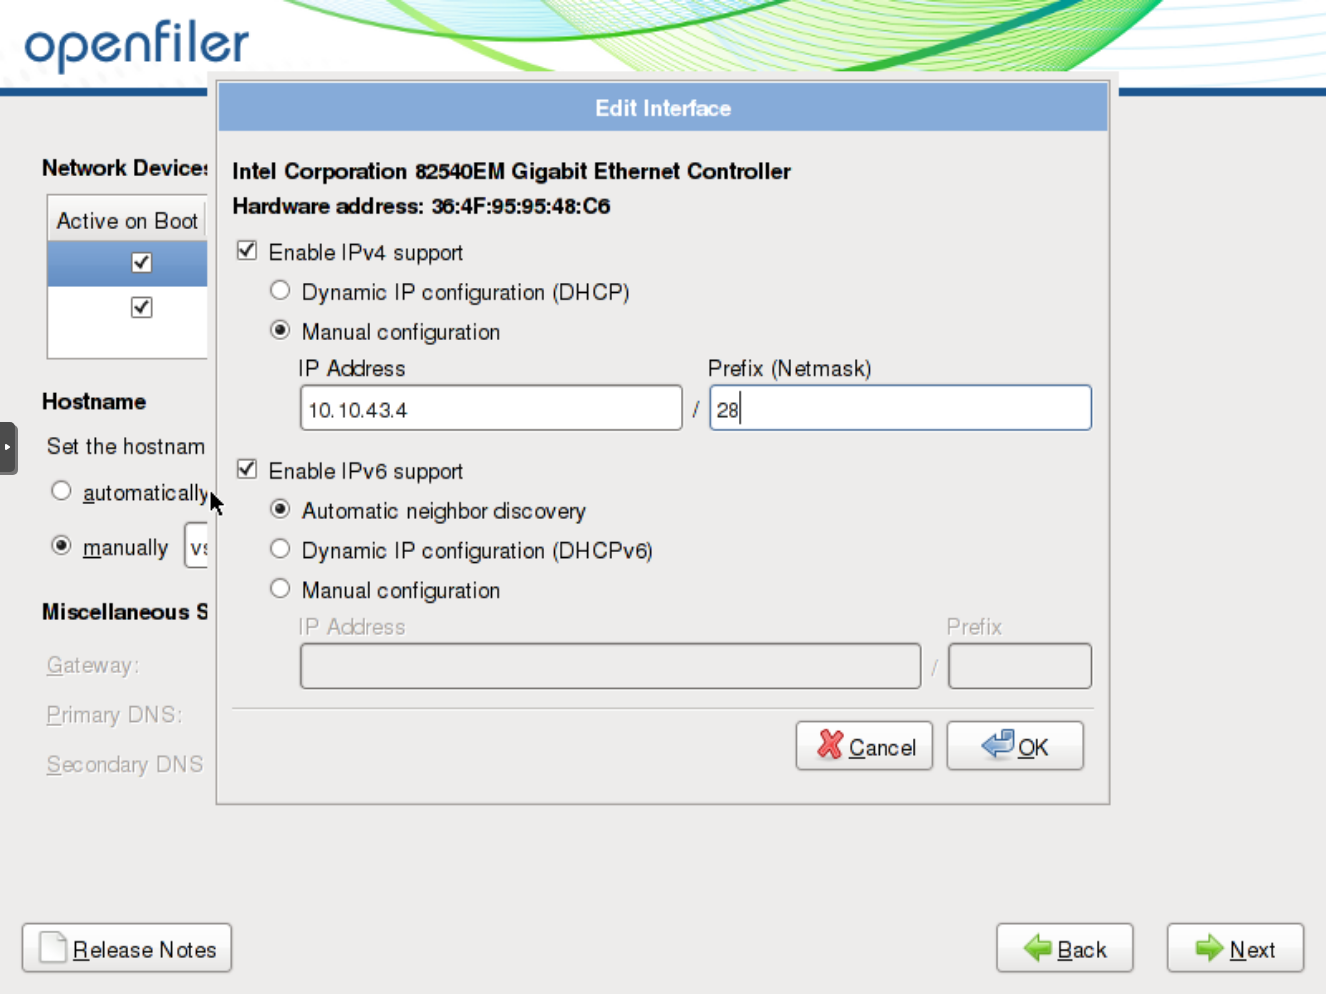 openfiler
Edit Interface
Network Devices
Intel Corporation 82540EM Gigabit Ethernet Controller
Hardware address: 36:4F:95:95:48:C6
Active on Boot
Enable IPv4 support
Dynamic IP configuration (DHCP)
Manual configuration
IP Address
Prefix (Netmask)
10.10.43.4 / 28
Hostname
Set the hostnam
automatically
manually
vs
Enable IPv6 support
Automatic neighbor discovery
Dynamic IP configuration (DHCPv6)
Manual configuration
IP Address
Prefix
/
Miscellaneous S
Gateway:
Primary DNS:
Secondary DNS
Cancel
OK
Release Notes
Back
Next